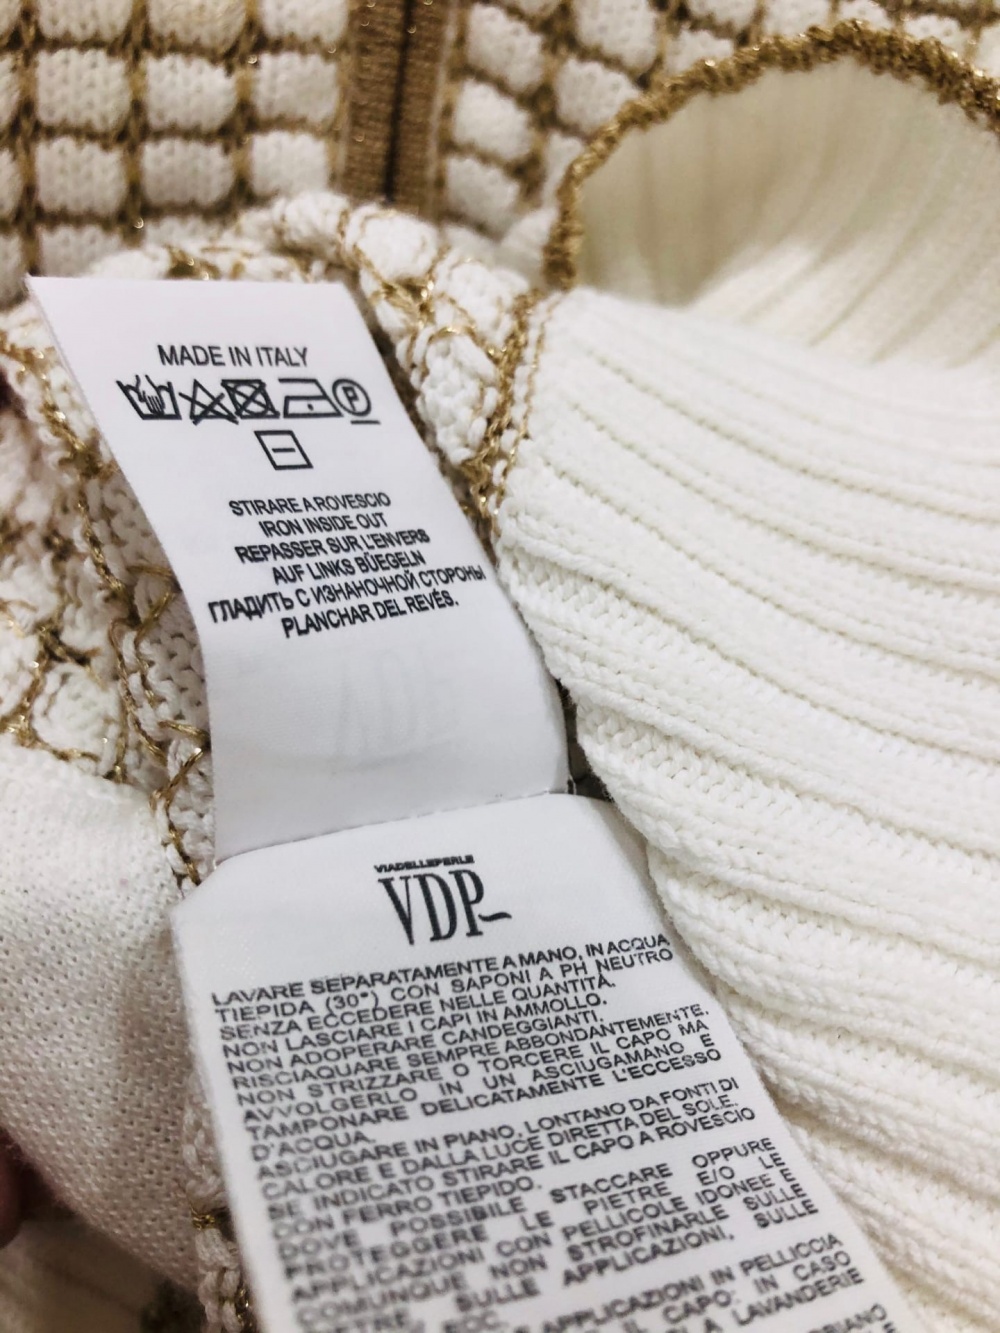 MADE IN ITALY
P
STIRARE A ROVESCIO
IRON INSIDE OUT
REPASSER SUR L'ENVERS
AUF LINKS BÜEGELN
ГЛАДИТЬ С ИЗНАНОЧНОЙ СТОРОНЫ
PLANCHAR DEL REVÉS.
VIADELLEPERLE
VDP
LAVARE SEPARATAMENTE A MANO, IN ACQUA
TIEPIDA (30°) CON SAPONI A PH NEUTRO
SENZA ECCEDERE NELLE QUANTITÀ.
NON LASCIARE I CAPI IN AMMOLLO.
NON ADOPERARE CANDEGGIANTI.
RISCIAQUARE SEMPRE ABBONDANTEMENTE.
NON STRIZZARE O TORCERE IL CAPO MA
AVVOLGERLO IN UN ASCIUGAMANO E
TAMPONARE DELICATAMENTE L'ECCESSO
D'ACQUA.
ASCIUGARE IN PIANO, LONTANO DA FONTI DI
CALORE E DALLA LUCE DIRETTA DEL SOLE.
SE INDICATO STIRARE IL CAPO A ROVESCIO
CON FERRO TIEPIDO.
DOVE POSSIBILE STACCARE OPPURE
PROTEGGERE LE PIETRE E/O LE
APPLICAZIONI CON PELLICOLE IDONEE E
COMUNQUE NON STROFINARLE SULLE
PIETRE, SULLE APPLICAZIONI, SULLE
ECC.
E APPLICAZIONI IN PELLICCIA
IL CAPO; IN CASO
A LAVANDERIE